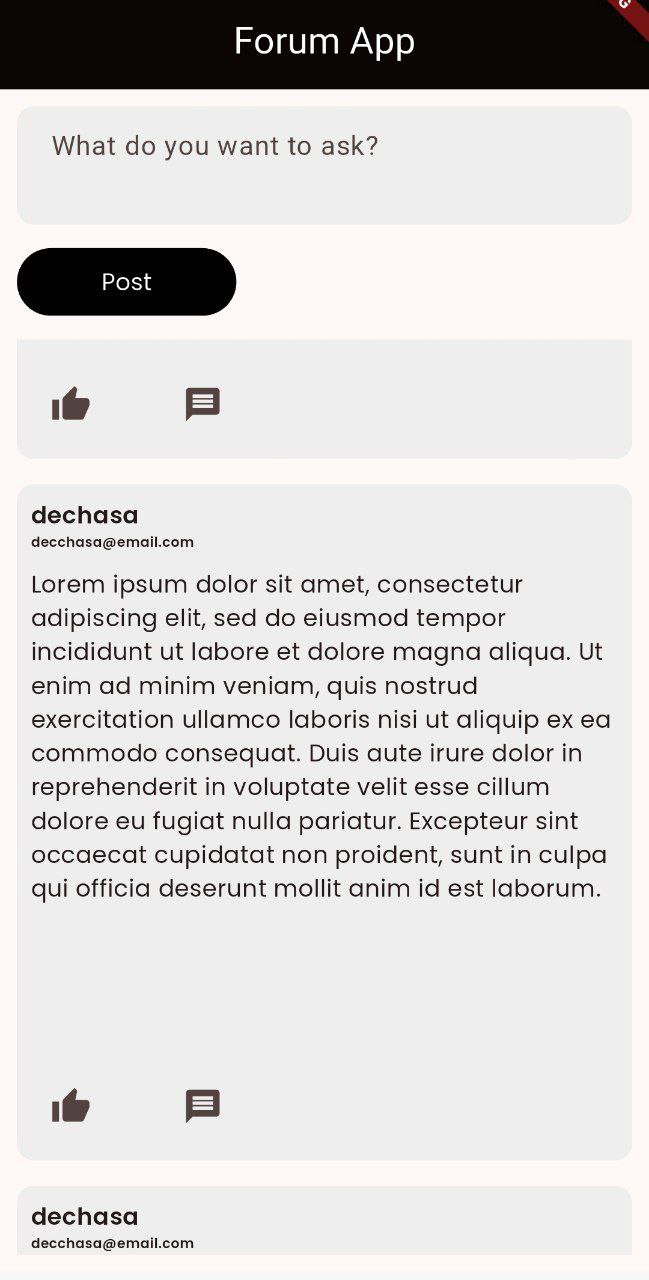 Forum App
G
What do you want to ask?
Post
dechasa
decchasa@email.com
Lorem ipsum dolor sit amet, consectetur
adipiscing elit, sed do eiusmod tempor
incididunt ut labore et dolore magna aliqua. Ut
enim ad minim veniam, quis nostrud
exercitation ullamco laboris nisi ut aliquip ex ea
commodo consequat. Duis aute irure dolor in
reprehenderit in voluptate velit esse cillum
dolore eu fugiat nulla pariatur. Excepteur sint
occaecat cupidatat non proident, sunt in culpa
qui officia deserunt mollit anim id est laborum.
dechasa
decchasa@email.com